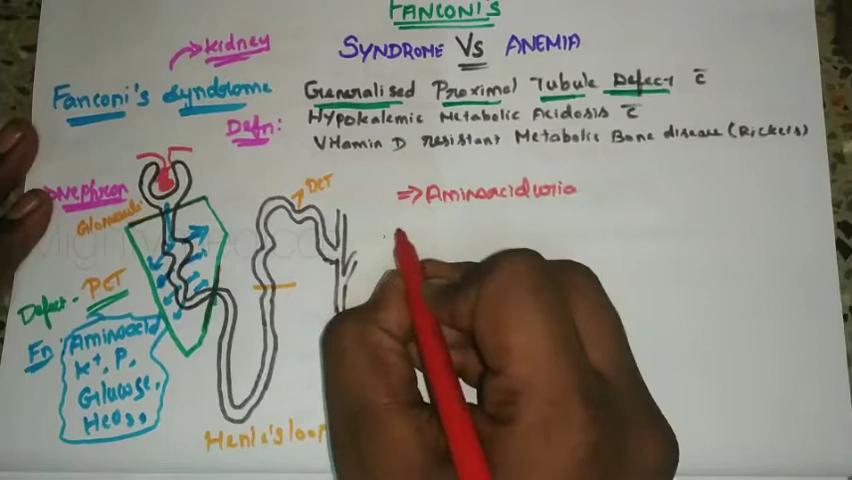 FANCONI'S
SYNDROME Vs ANEMIA
→ kidney
Fanconi's Syndrome
Generalised Proximal Tubule Defect c̄
Defn:
Hypokalemic Metabolic Acidosis c̄
Vitamin D resistant Metabolic Bone disease (Rickets)
Nephron
Glomeruli
DCT
⇒ Aminoaciduria
Defect - PCT
Fn:
Aminoacid
K+, P,
Glucose,
Hco3,
Henle's loop